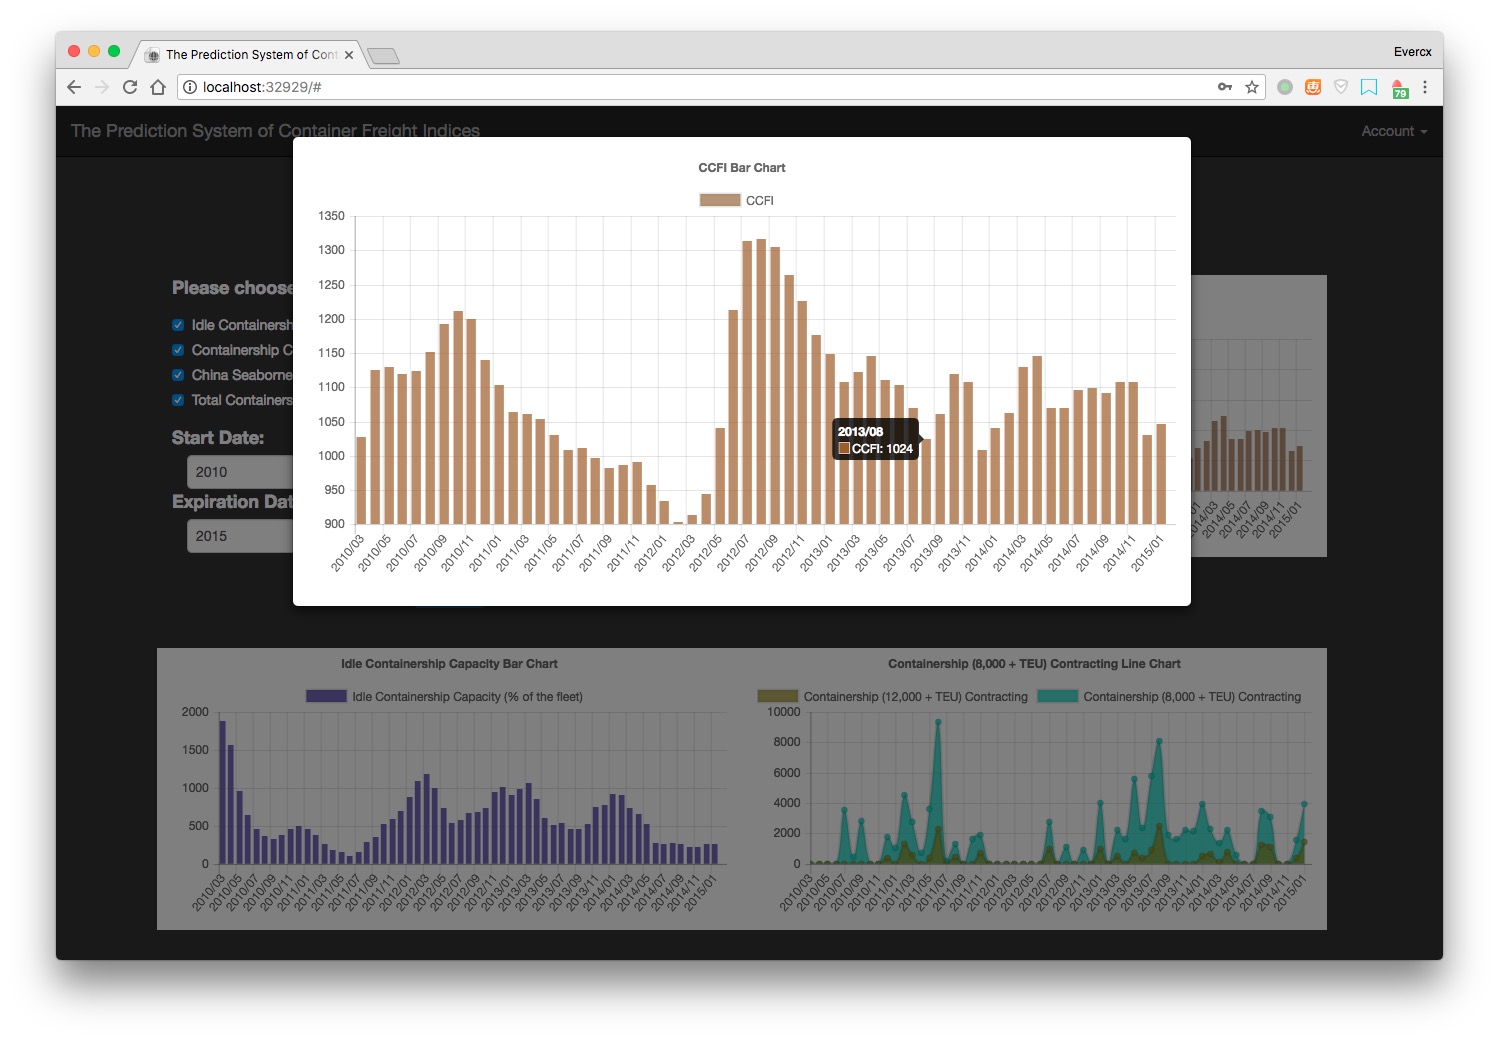 The Prediction System of Cont
Evercx
localhost:32929/#
79
The Prediction System of Container Freight Indices
Account
CCFI Bar Chart
CCFI
1350
1300
1250
1200
1150
1100
1050
1000
950
900
2013/08
CCFI: 1024
2010/03 2010/05 2010/07 2010/09 2010/11 2011/01 2011/03 2011/05 2011/07 2011/09 2011/11 2012/01 2012/03 2012/05 2012/07 2012/09 2012/11 2013/01 2013/03 2013/05 2013/07 2013/09 2013/11 2014/01 2014/03 2014/05 2014/07 2014/09 2014/11 2015/01
Please choose
Idle Containersh
Containership C
China Seaborne
Total Containers
Start Date:
2010
Expiration Dat
2015
01 2014/03 2014/05 2014/07 2014/09 2014/11 2015/01
Idle Containership Capacity Bar Chart
Idle Containership Capacity (% of the fleet)
2000
1500
1000
500
0
2010/03 2010/05 2010/07 2010/09 2010/11 2011/01 2011/03 2011/05 2011/07 2011/09 2011/11 2012/01 2012/03 2012/05 2012/07 2012/09 2012/11 2013/01 2013/03 2013/05 2013/07 2013/09 2013/11 2014/01 2014/03 2014/05 2014/07 2014/09 2014/11 2015/01
Containership (8,000 + TEU) Contracting Line Chart
Containership (12,000 + TEU) Contracting Containership (8,000 + TEU) Contracting
10000
8000
6000
4000
2000
0
2010/03 2010/05 2010/07 2010/09 2010/11 2011/01 2011/03 2011/05 2011/07 2011/09 2011/11 2012/01 2012/03 2012/05 2012/07 2012/09 2012/11 2013/01 2013/03 2013/05 2013/07 2013/09 2013/11 2014/01 2014/03 2014/05 2014/07 2014/09 2014/11 2015/01